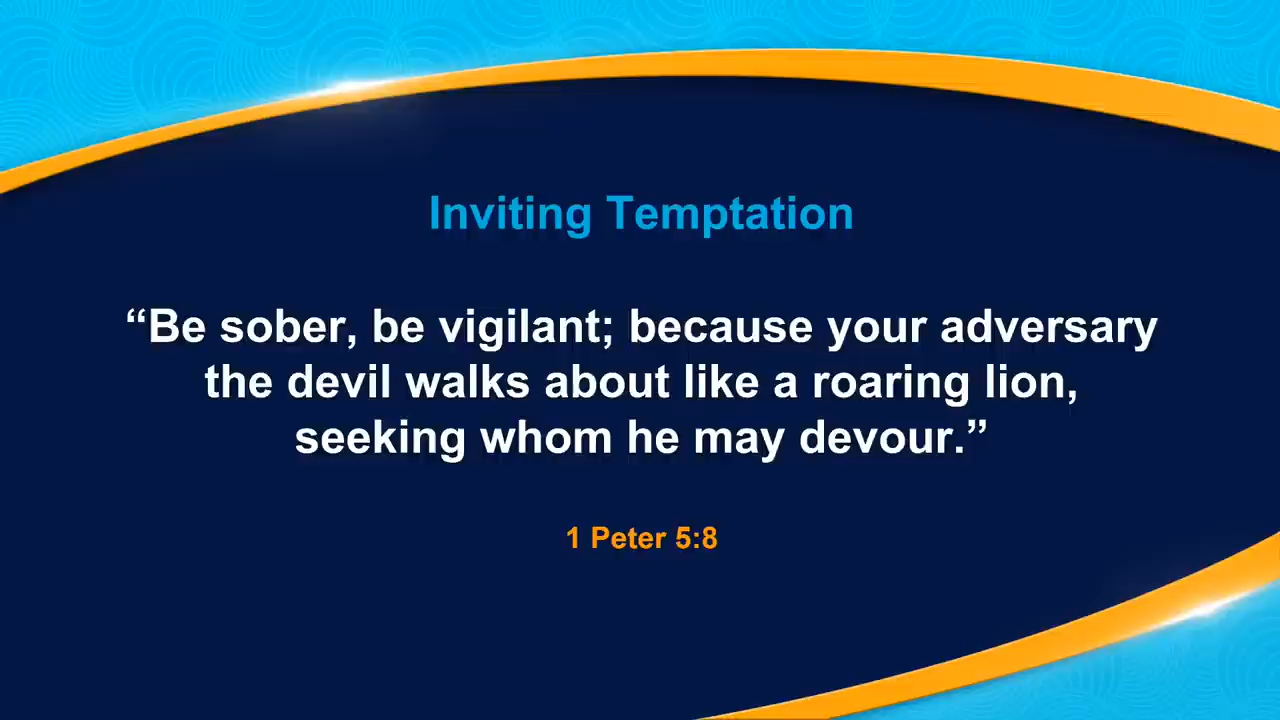 Inviting Temptation
“Be sober, be vigilant; because your adversary
the devil walks about like a roaring lion,
seeking whom he may devour.”
1 Peter 5:8